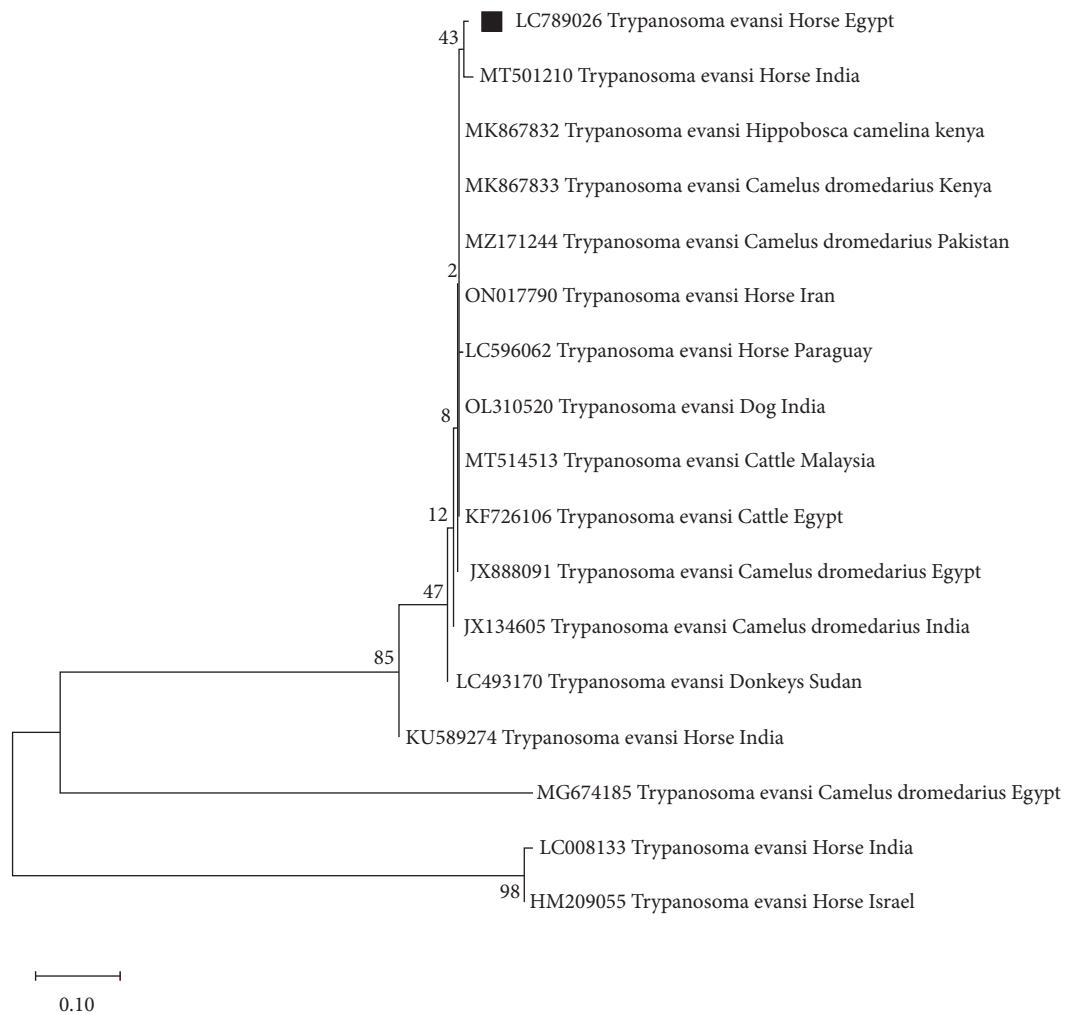 LC789026 Trypanosoma evansi Horse Egypt
43
MT501210 Trypanosoma evansi Horse India
MK867832 Trypanosoma evansi Hippobosca camelina kenya
MK867833 Trypanosoma evansi Camelus dromedarius Kenya
MZ171244 Trypanosoma evansi Camelus dromedarius Pakistan
2
ON017790 Trypanosoma evansi Horse Iran
LC596062 Trypanosoma evansi Horse Paraguay
OL310520 Trypanosoma evansi Dog India
8
MT514513 Trypanosoma evansi Cattle Malaysia
12
KF726106 Trypanosoma evansi Cattle Egypt
JX888091 Trypanosoma evansi Camelus dromedarius Egypt
47
JX134605 Trypanosoma evansi Camelus dromedarius India
85
LC493170 Trypanosoma evansi Donkeys Sudan
KU589274 Trypanosoma evansi Horse India
MG674185 Trypanosoma evansi Camelus dromedarius Egypt
LC008133 Trypanosoma evansi Horse India
98
HM209055 Trypanosoma evansi Horse Israel
0.10